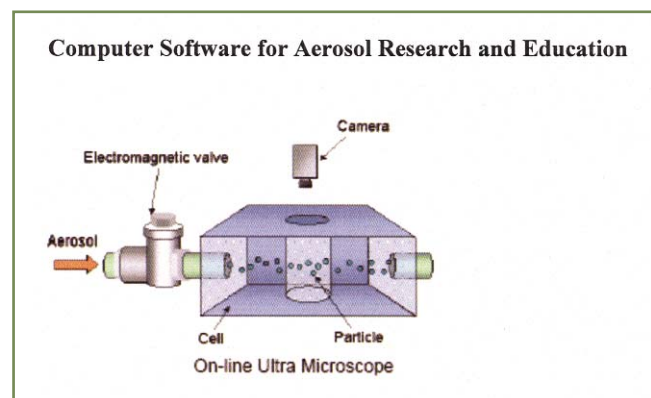 Computer Software for Aerosol Research and Education
Camera
Electromagnetic valve
Aerosol
Cell
Particle
On-line Ultra Microscope